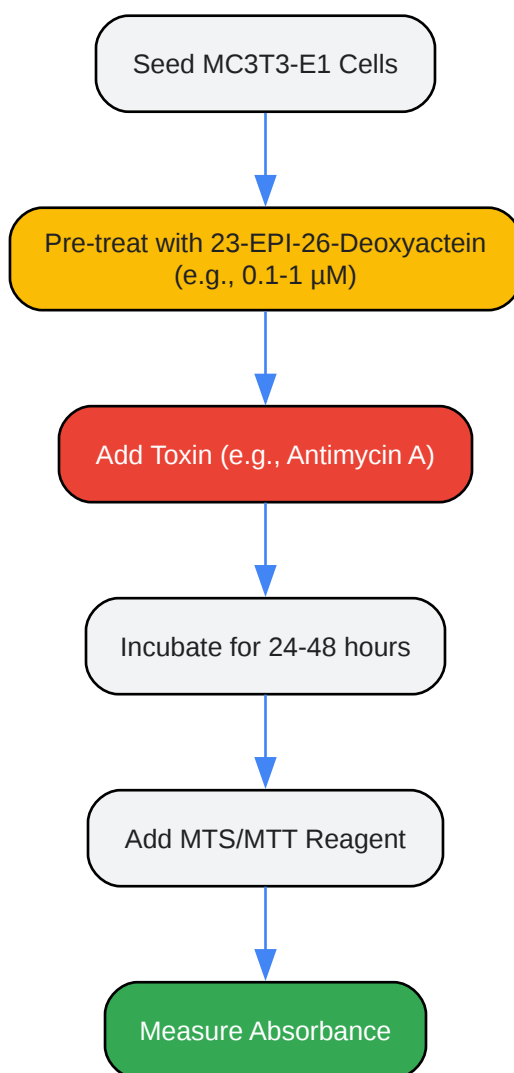 Seed MC3T3-E1 Cells
Pre-treat with 23-EPI-26-Deoxyactein
(e.g., 0.1-1 µM)
Add Toxin (e.g., Antimycin A)
Incubate for 24-48 hours
Add MTS/MTT Reagent
Measure Absorbance